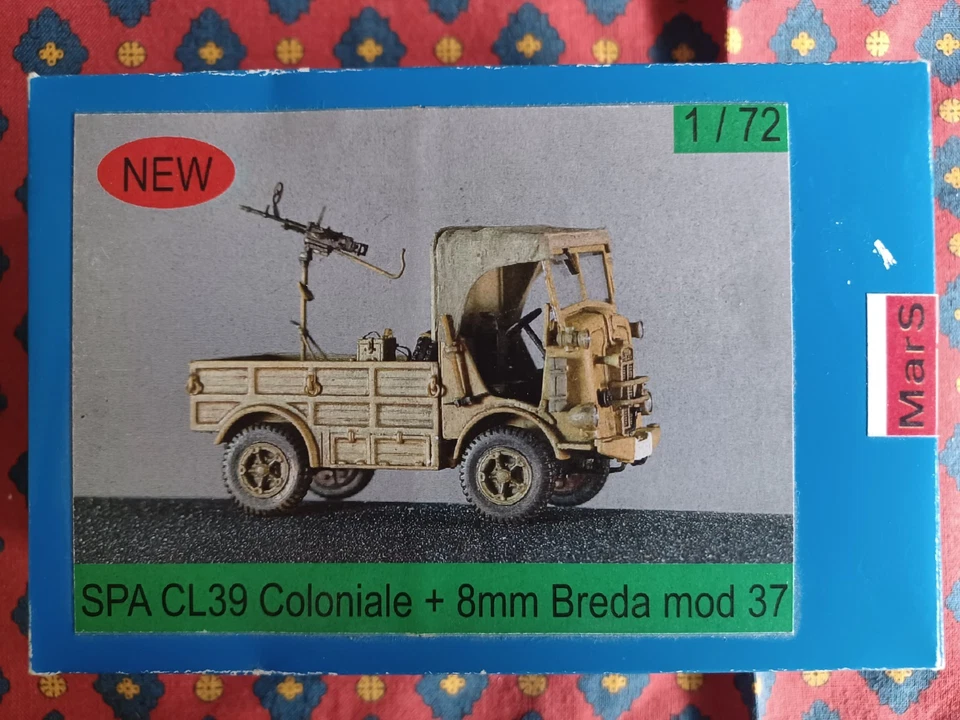 1 / 72
NEW
MarS
SPA CL39 Coloniale + 8mm Breda mod 37